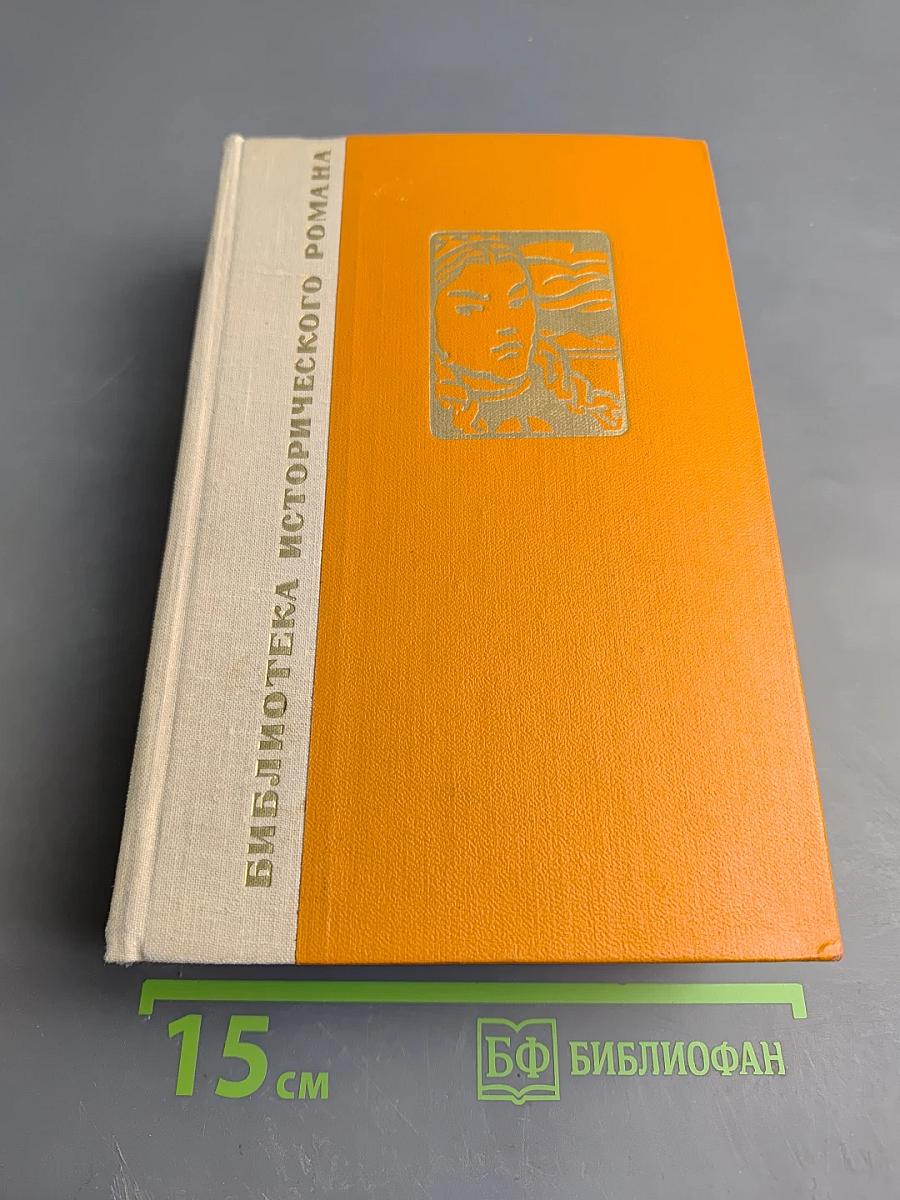 БИБЛИОТЕКА ИСТОРИЧЕСКОГО РОМАНА
15 см
БФ БИБЛИОФАН